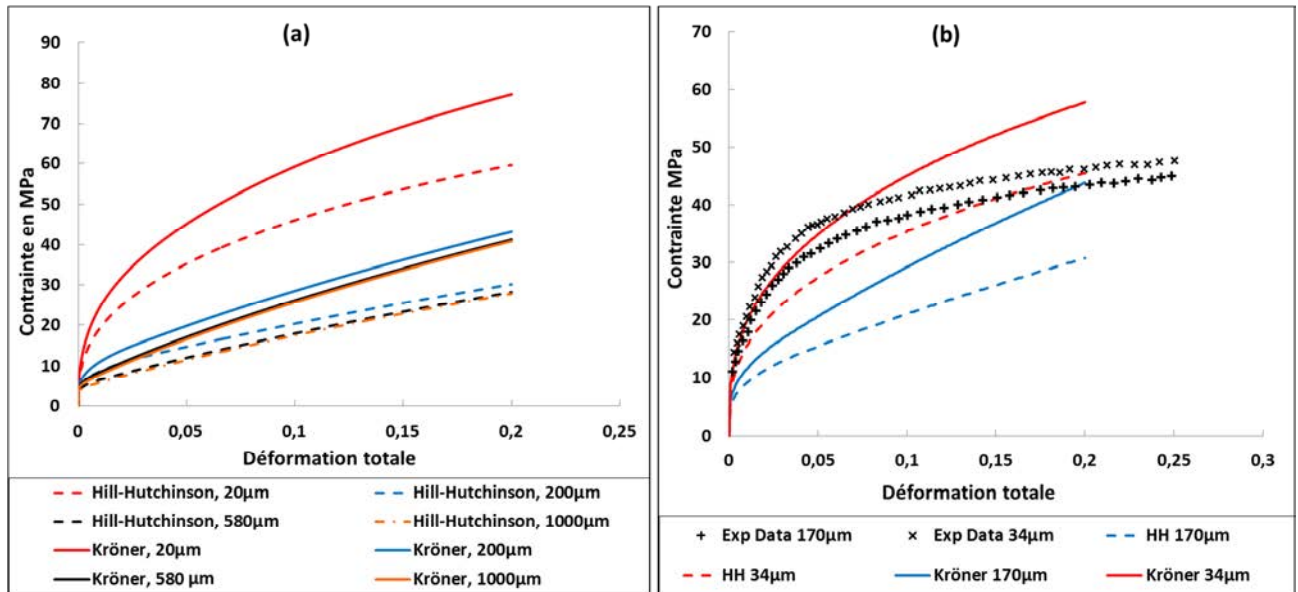 (a)
Contrainte en MPa
90
80
70
60
50
40
30
20
10
0
0 0,05 0,1 0,15 0,2 0,25
Déformation totale
Hill-Hutchinson, 20µm
Hill-Hutchinson, 200µm
Hill-Hutchinson, 580µm
Hill-Hutchinson, 1000µm
Kröner, 20µm
Kröner, 200µm
Kröner, 580 µm
Kröner, 1000µm
(b)
Contrainte MPa
70
60
50
40
30
20
10
0
0 0,05 0,1 0,15 0,2 0,25 0,3
Déformation totale
Exp Data 170µm
Exp Data 34µm
HH 170µm
HH 34µm
Kröner 170µm
Kröner 34µm